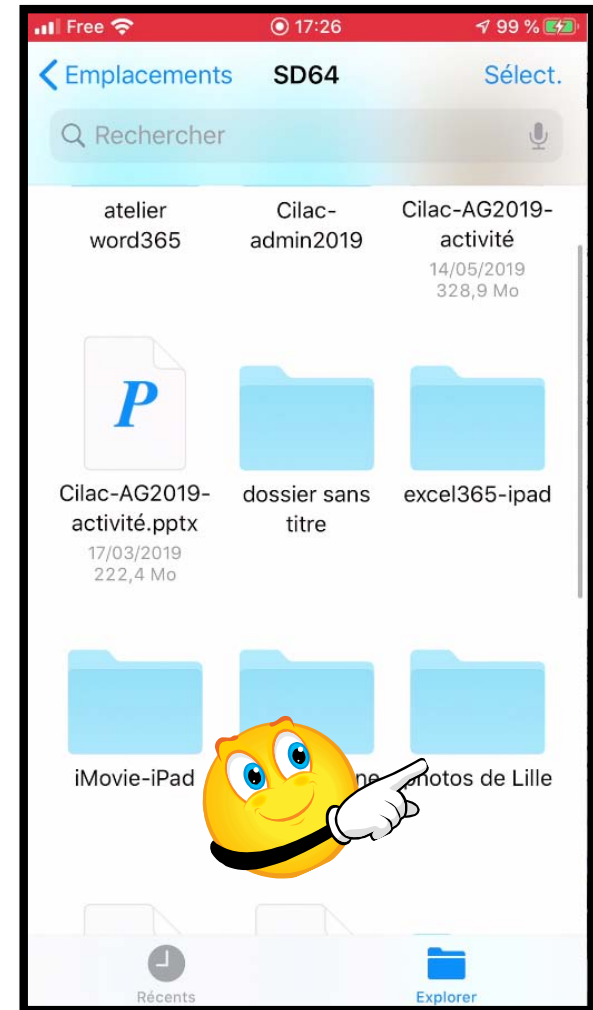 Free 17:26 99 %
Emplacements SD64 Sélect.
Rechercher
atelier
word365
Cilac-
admin2019
Cilac-AG2019-
activité
14/05/2019
328,9 Mo
P
Cilac-AG2019-
activité.pptx
17/03/2019
222,4 Mo
dossier sans
titre
excel365-ipad
iMovie-iPad
photos de Lille
Récents
Explorer